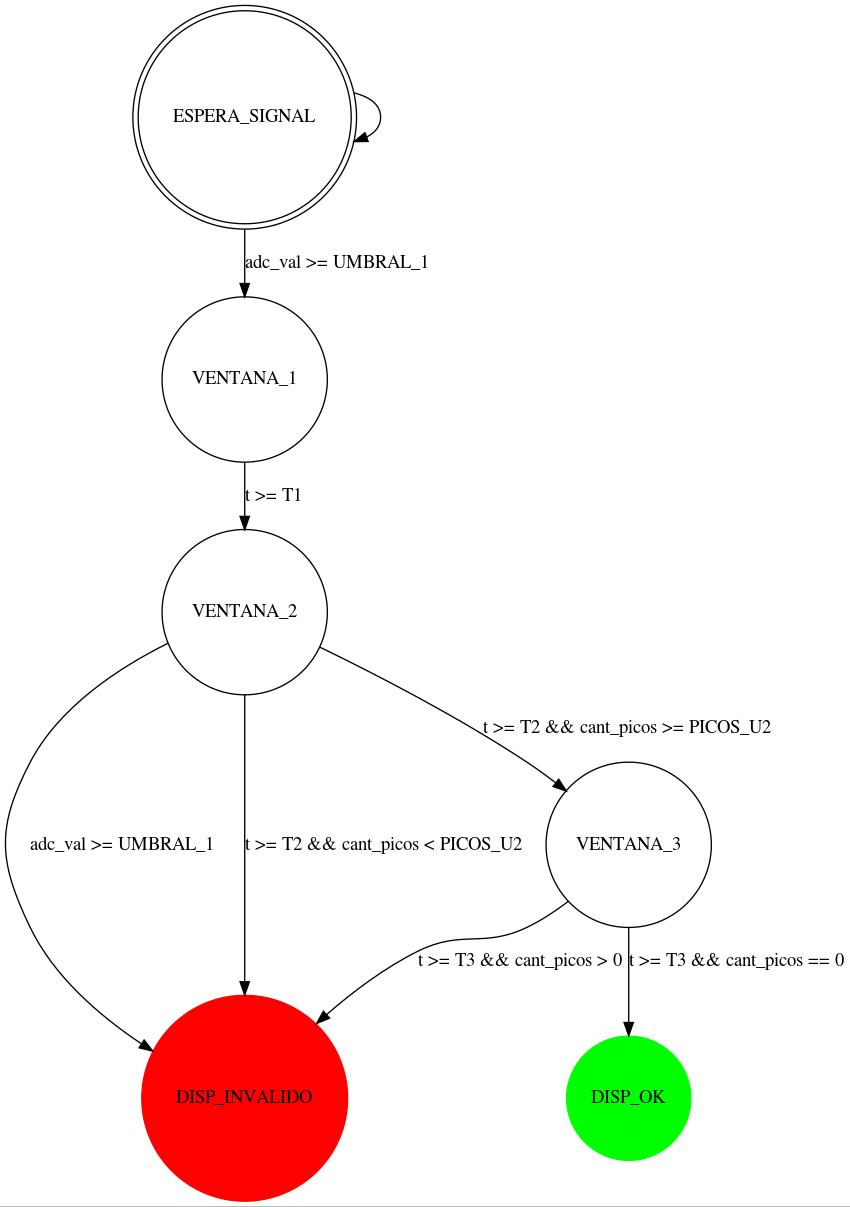 ESPERA_SIGNAL
adc_val >= UMBRAL_1
VENTANA_1
t >= T1
VENTANA_2
t >= T2 && cant_picos >= PICOS_U2
adc_val >= UMBRAL_1
t >= T2 && cant_picos < PICOS_U2
VENTANA_3
t >= T3 && cant_picos > 0
t >= T3 && cant_picos == 0
DISP_INVALIDO
DISP_OK